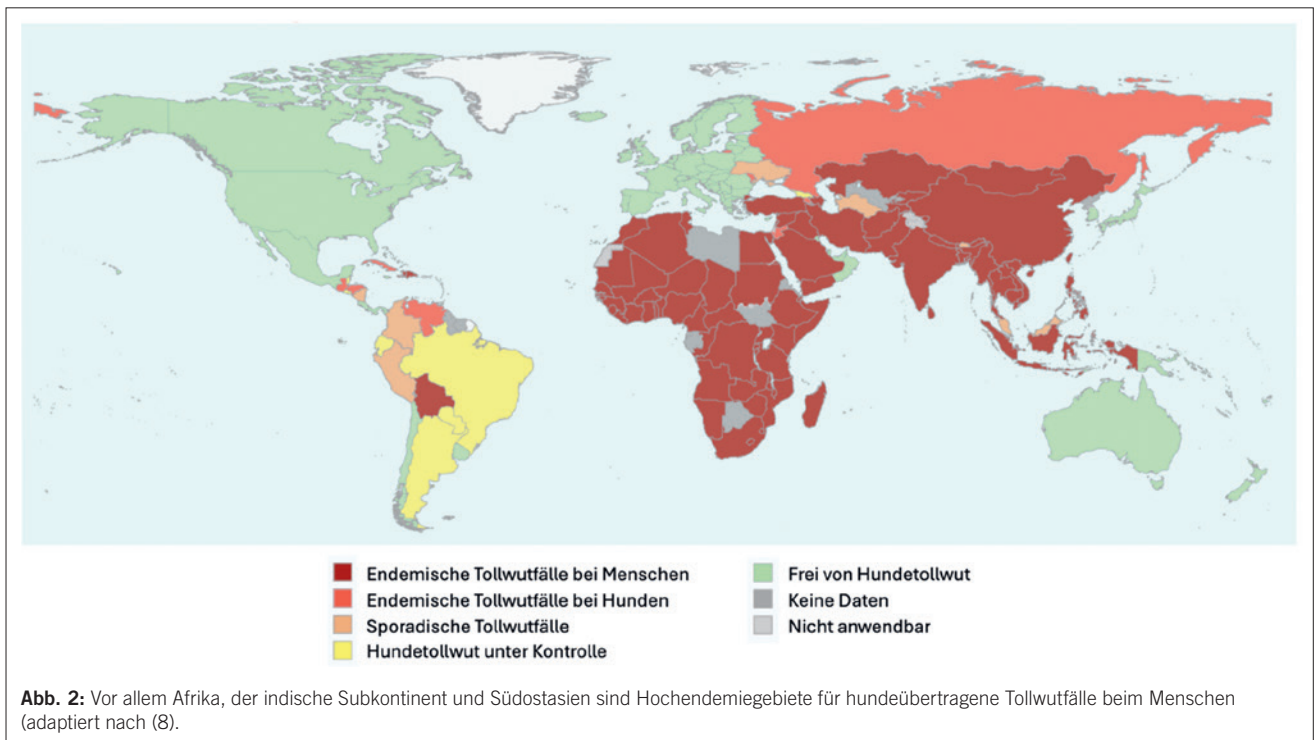 Endemische Tollwutfälle bei Menschen
Endemische Tollwutfälle bei Hunden
Sporadische Tollwutfälle
Hundetollwut unter Kontrolle
Frei von Hundetollwut
Keine Daten
Nicht anwendbar
Abb. 2: Vor allem Afrika, der indische Subkontinent und Südostasien sind Hochendemiegebiete für hundeübertragene Tollwutfälle beim Menschen
(adaptiert nach (8).